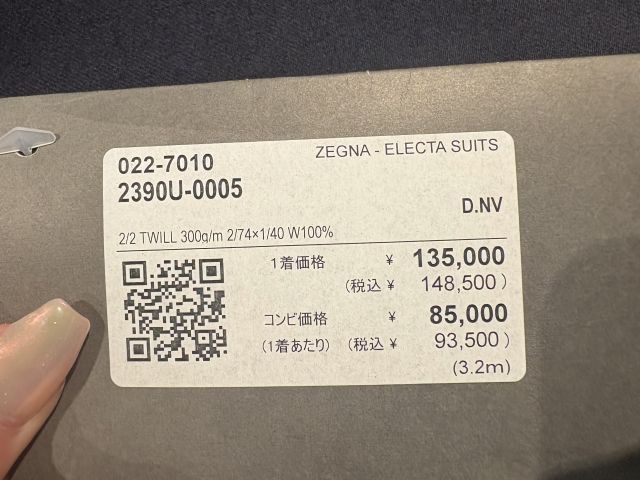 ZEGNA - ELECTA SUITS
022-7010
2390U-0005
D.NV
2/2 TWILL 300g/m 2/74×1/40 W100%
1着価格 ¥ 135,000
(税込 ¥ 148,500)
コンビ価格 ¥ 85,000
(1着あたり) (税込 ¥ 93,500)
(3.2m)